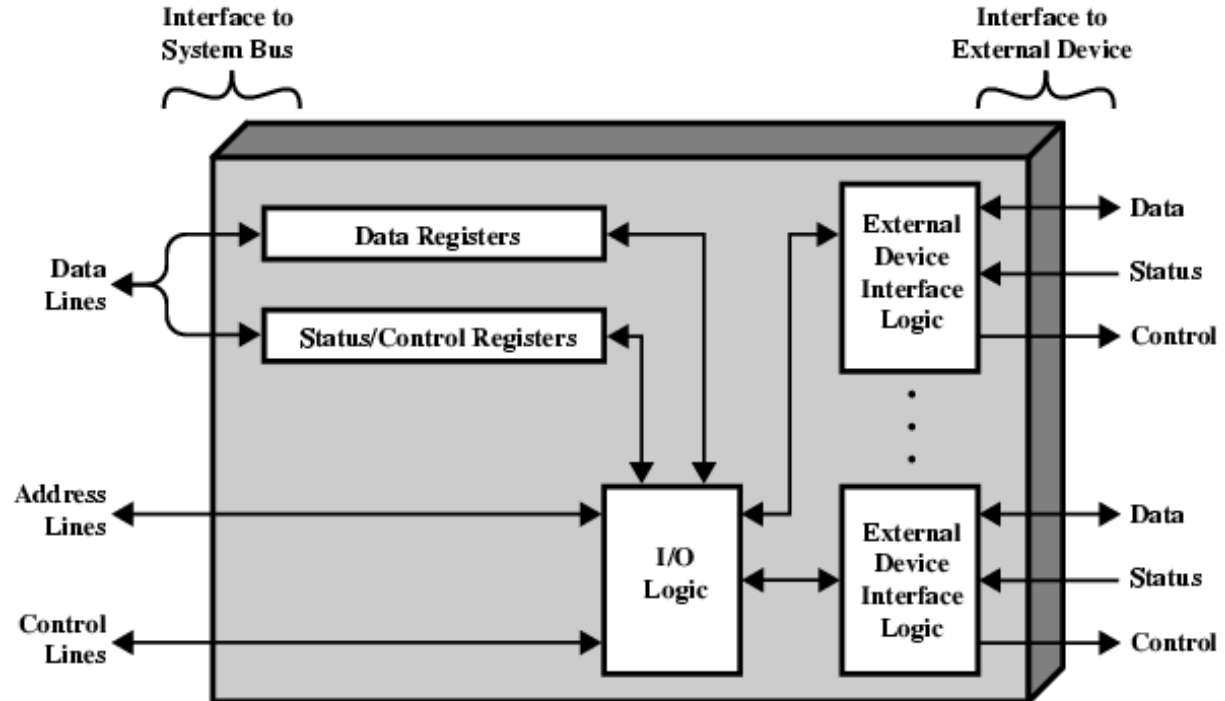 Interface to
System Bus
Interface to
External Device
Data
Lines
Data Registers
Status/Control Registers
External
Device
Interface
Logic
Data
Status
Control
Address
Lines
Control
Lines
I/O
Logic
External
Device
Interface
Logic
Data
Status
Control